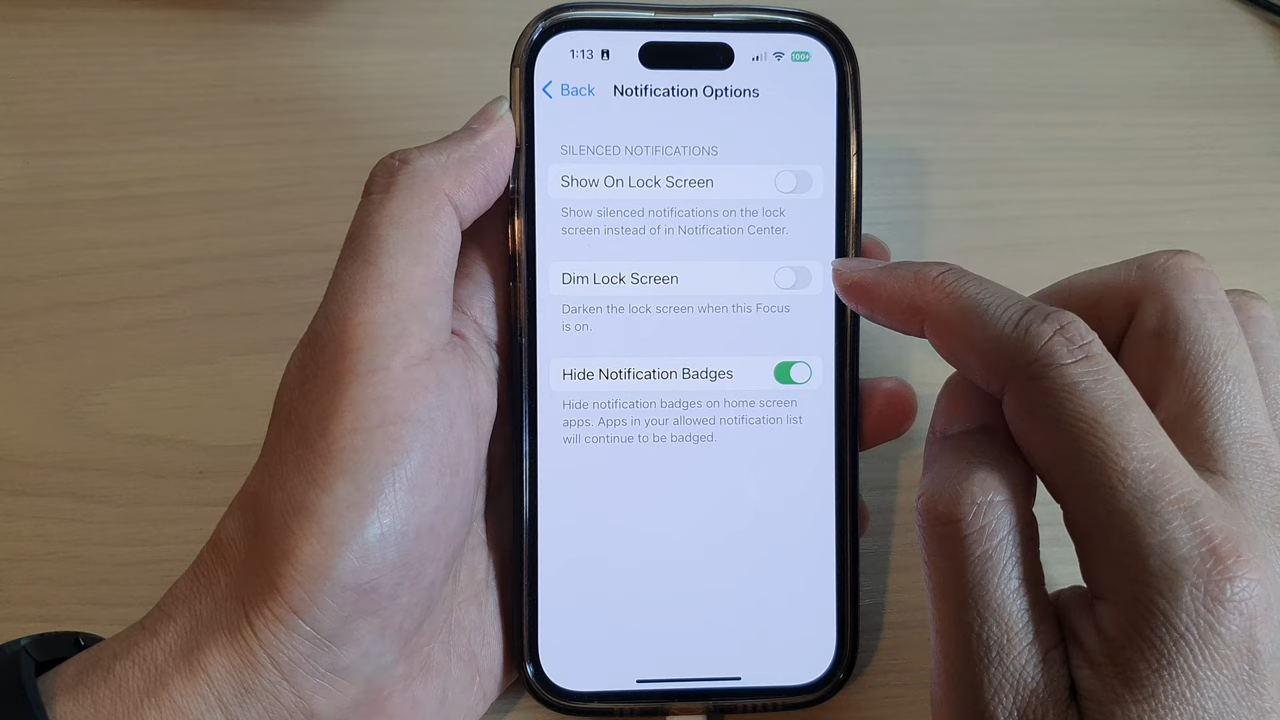 1:13
100+
Back
Notification Options
SILENCED NOTIFICATIONS
Show On Lock Screen
Show silenced notifications on the lock
screen instead of in Notification Center.
Dim Lock Screen
Darken the lock screen when this Focus
is on.
Hide Notification Badges
Hide notification badges on home screen
apps. Apps in your allowed notification list
will continue to be badged.